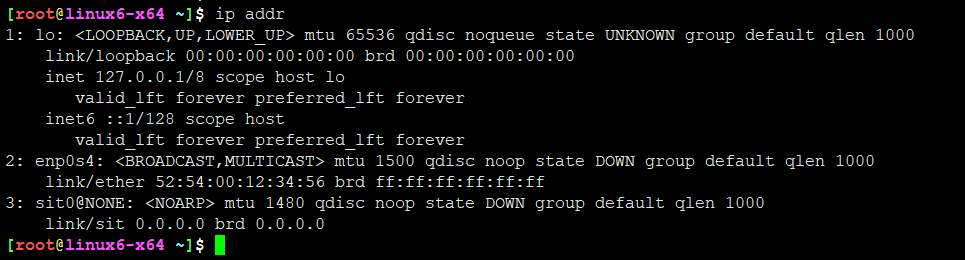 [root@linux6-x64 ~]$ ip addr
1: lo: <LOOPBACK,UP,LOWER_UP> mtu 65536 qdisc noqueue state UNKNOWN group default qlen 1000
    link/loopback 00:00:00:00:00:00 brd 00:00:00:00:00:00
    inet 127.0.0.1/8 scope host lo
       valid_lft forever preferred_lft forever
    inet6 ::1/128 scope host
       valid_lft forever preferred_lft forever
2: enp0s4: <BROADCAST,MULTICAST> mtu 1500 qdisc noop state DOWN group default qlen 1000
    link/ether 52:54:00:12:34:56 brd ff:ff:ff:ff:ff:ff
3: sit0@NONE: <NOARP> mtu 1480 qdisc noop state DOWN group default qlen 1000
    link/sit 0.0.0.0 brd 0.0.0.0
[root@linux6-x64 ~]$